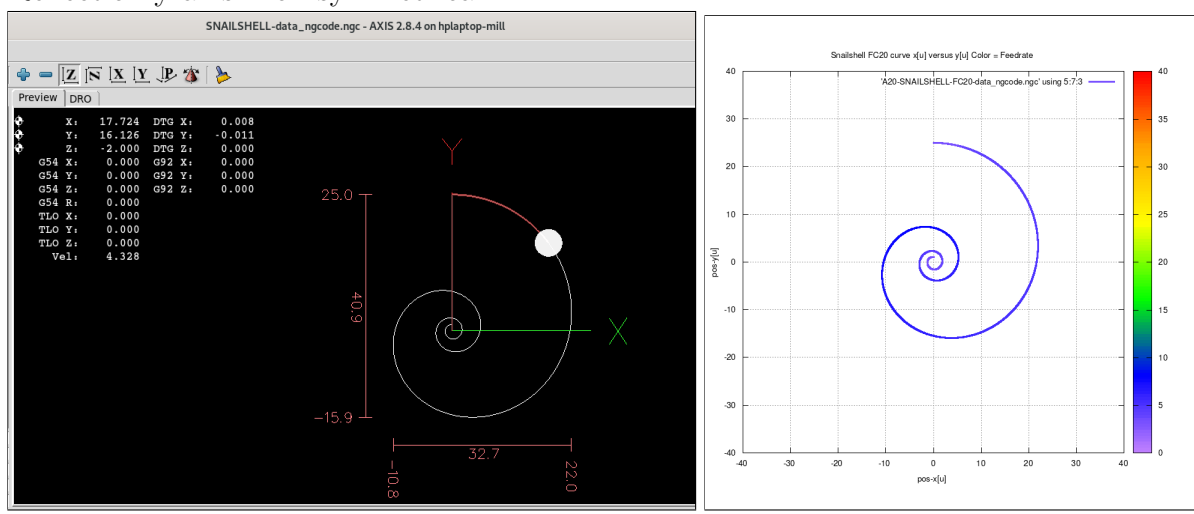 SNAILSHELL-data_ngcode.ngc - AXIS 2.8.4 on hplaptop-mill
Z N X Y P
Preview DRO
X: 17.724 DTG X: 0.008
Y: 16.126 DTG Y: -0.011
Z: -2.000 DTG Z: 0.000
G54 X: 0.000 G92 X: 0.000
G54 Y: 0.000 G92 Y: 0.000
G54 Z: 0.000 G92 Z: 0.000
G54 R: 0.000
TLO X: 0.000
TLO Y: 0.000
TLO Z: 0.000
Vel: 4.328
Y
25.0
40.9
X
-15.9
32.7
-10.8
22.0
Snailshell FC20 curve x[u] versus y[u] Color = Feedrate
'A20-SNAILSHELL-FC20-data_ngcode.ngc' using 5:7:3
40
30
20
10
0
-10
-20
-30
-40
pos-y[u]
-40 -30 -20 -10 0 10 20 30 40
pos-x[u]
40
35
30
25
20
15
10
5
0